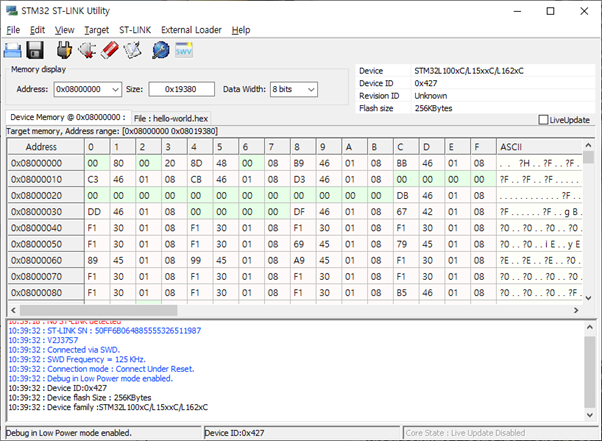 STM32 ST-LINK Utility
File Edit View Target ST-LINK External Loader Help
SWV
Memory display
Address: 0x08000000 Size: 0x19380 Data Width: 8 bits
Device STM32L100xC/L15xxC/L162xC
Device ID 0x427
Revision ID Unknown
Flash size 256KBytes
LiveUpdate
Device Memory @ 0x08000000 : File : hello-world.hex
Target memory, Address range: [0x08000000 0x08019380]
Address 0 1 2 3 4 5 6 7 8 9 A B C D E F ASCII
0x08000000 00 80 00 20 8D 48 00 08 B9 46 01 08 BB 46 01 08 . . ?H . . ?F . . ?F . .
0x08000010 C3 46 01 08 CB 46 01 08 D3 46 01 08 00 00 00 00 ?F . . ?F . . ?F . . . . . .
0x08000020 00 00 00 00 00 00 00 00 00 00 00 00 DB 46 01 08 . . . . . . . . . . . . ?F . .
0x08000030 DD 46 01 08 00 00 00 00 DF 46 01 08 67 42 01 08 ?F . . . . . . ?F . . gB . .
0x08000040 F1 30 01 08 F1 30 01 08 F1 30 01 08 F1 30 01 08 ?0 . . ?0 . . ?0 . . ?0 . .
0x08000050 F1 30 01 08 F1 30 01 08 69 45 01 08 79 45 01 08 ?0 . . ?0 . . iE . . yE
0x08000060 89 45 01 08 99 45 01 08 A9 45 01 08 F1 30 01 08 ?E . . ?E . . ?E . . ?0 . .
0x08000070 F1 30 01 08 F1 30 01 08 F1 30 01 08 F1 30 01 08 ?0 . . ?0 . . ?0 . . ?0 . .
0x08000080 F1 30 01 08 F1 30 01 08 F1 30 01 08 B5 46 01 08 ?0 . . ?0 . . ?0 . . ?F . .
10:39:18 : No ST-LINK detected
10:39:32 : ST-LINK SN : 50FF6B064885555326511987
10:39:32 : V2J37S7
10:39:32 : Connected via SWD.
10:39:32 : SWD Frequency = 125 KHz.
10:39:32 : Connection mode : Connect Under Reset.
10:39:32 : Debug in Low Power mode enabled.
10:39:32 : Device ID:0x427
10:39:32 : Device flash Size : 256KBytes
10:39:32 : Device family :STM32L100xC/L15xxC/L162xC
Debug in Low Power mode enabled. Device ID:0x427 Core State : Live Update Disabled